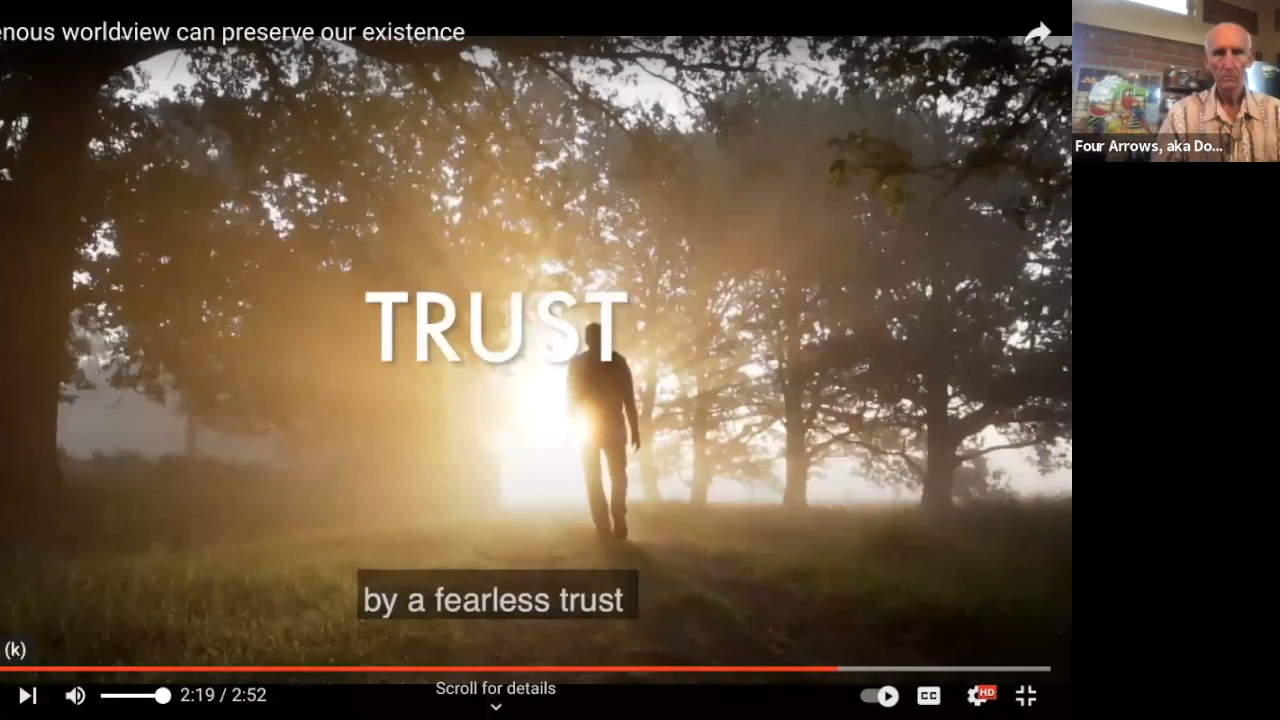 enous worldview can preserve our existence
Four Arrows, aka Do...
TRUST
by a fearless trust
(k)
2:19 / 2:52
Scroll for details
CC
HD